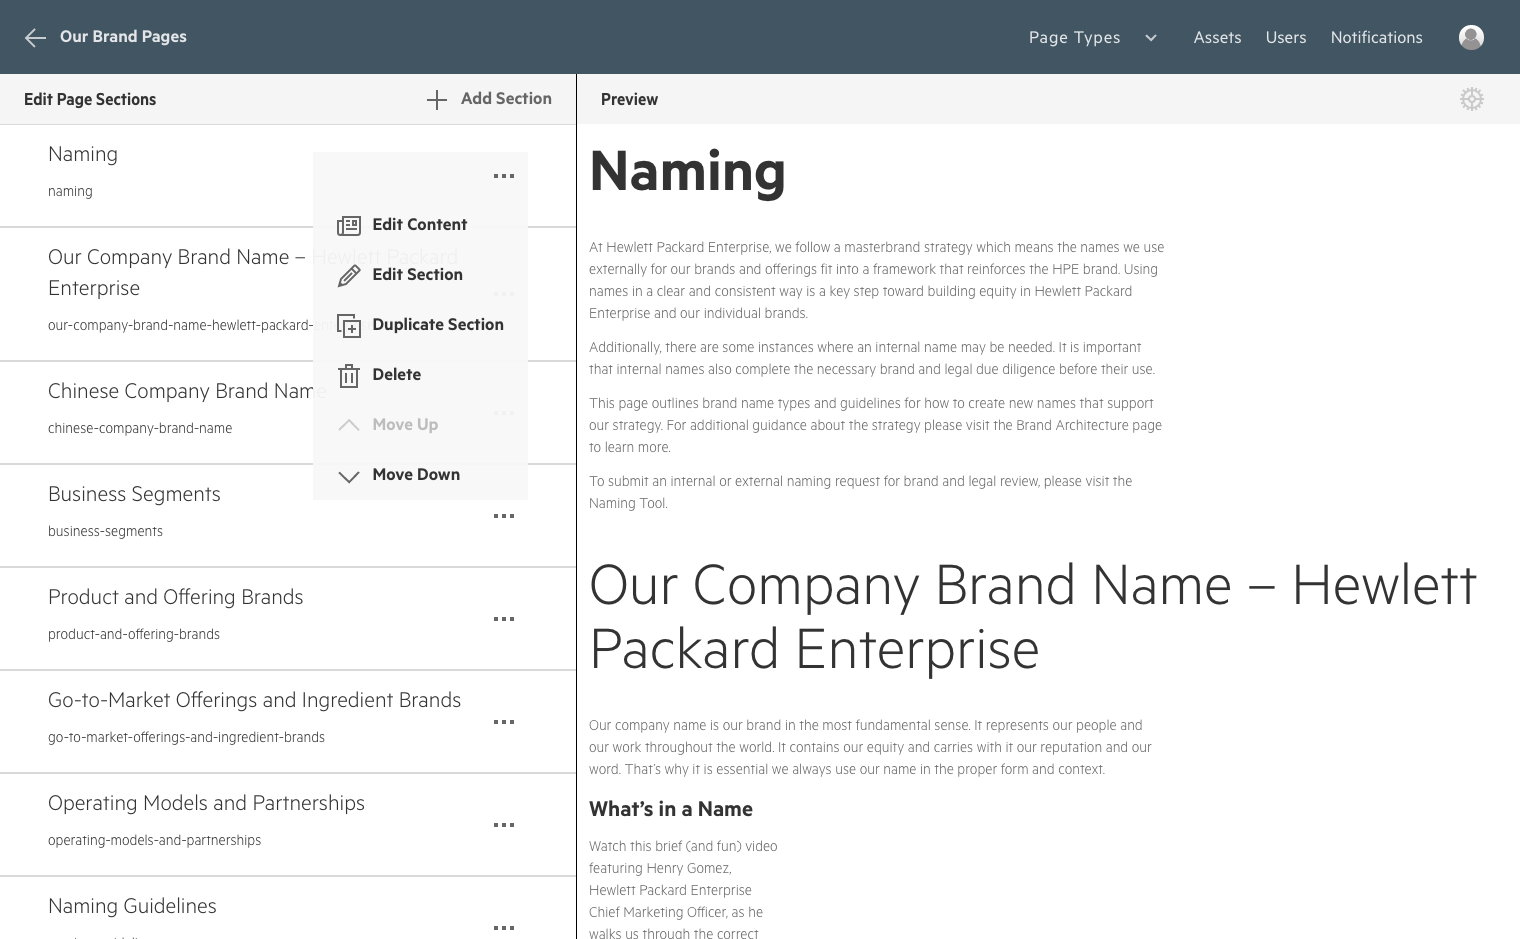 Our Brand Pages
Page Types
Assets
Users
Notifications
Edit Page Sections
Add Section
Preview
Naming
naming
Our Company Brand Name – Hewlett Packard
Enterprise
our-company-brand-name-hewlett-packard-
Chinese Company Brand Name
chinese-company-brand-name
Business Segments
business-segments
Product and Offering Brands
product-and-offering-brands
Go-to-Market Offerings and Ingredient Brands
go-to-market-offerings-and-ingredient-brands
Operating Models and Partnerships
operating-models-and-partnerships
Naming Guidelines
Edit Content
Edit Section
Duplicate Section
Delete
Move Up
Move Down
Naming
At Hewlett Packard Enterprise, we follow a masterbrand strategy which means the names we use
externally for our brands and offerings fit into a framework that reinforces the HPE brand. Using
names in a clear and consistent way is a key step toward building equity in Hewlett Packard
Enterprise and our individual brands.
Additionally, there are some instances where an internal name may be needed. It is important
that internal names also complete the necessary brand and legal due diligence before their use.
This page outlines brand name types and guidelines for how to create new names that support
our strategy. For additional guidance about the strategy please visit the Brand Architecture page
to learn more.
To submit an internal or external naming request for brand and legal review, please visit the
Naming Tool.
Our Company Brand Name – Hewlett
Packard Enterprise
Our company name is our brand in the most fundamental sense. It represents our people and
our work throughout the world. It contains our equity and carries with it our reputation and our
word. That’s why it is essential we always use our name in the proper form and context.
What’s in a Name
Watch this brief (and fun) video
featuring Henry Gomez,
Hewlett Packard Enterprise
Chief Marketing Officer, as he
walks us through the correct